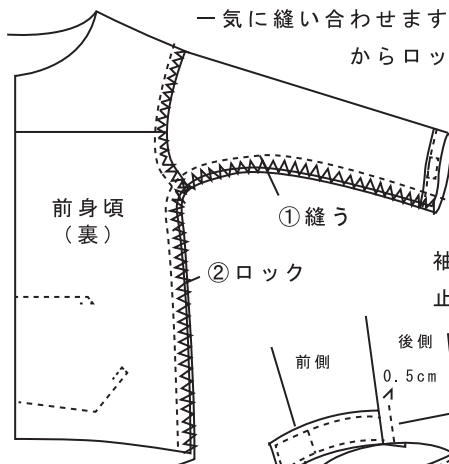 一気に縫い合わせます
からロッ
前身頃
（裏）
①縫う
②ロック
袖
止
前側
後側
0.5cm